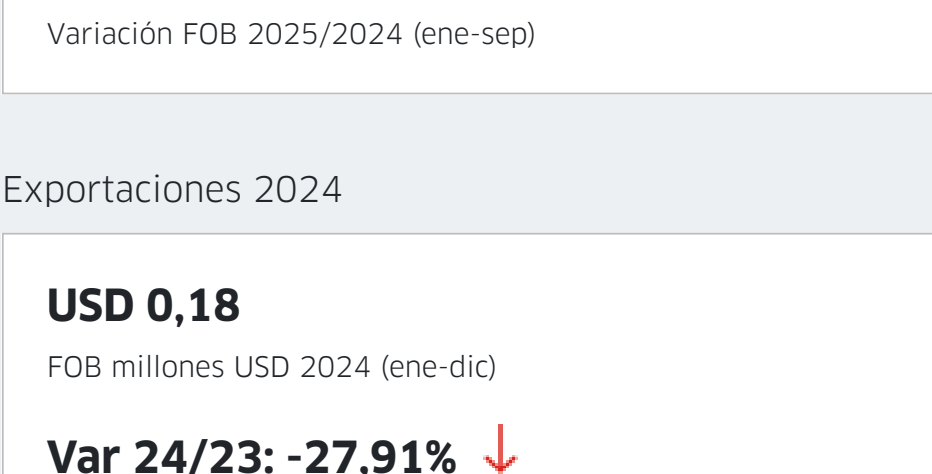 Variación FOB 2025/2024 (ene-sep)
Exportaciones 2024
USD 0,18
FOB millones USD 2024 (ene-dic)
Var 24/23: -27,91%